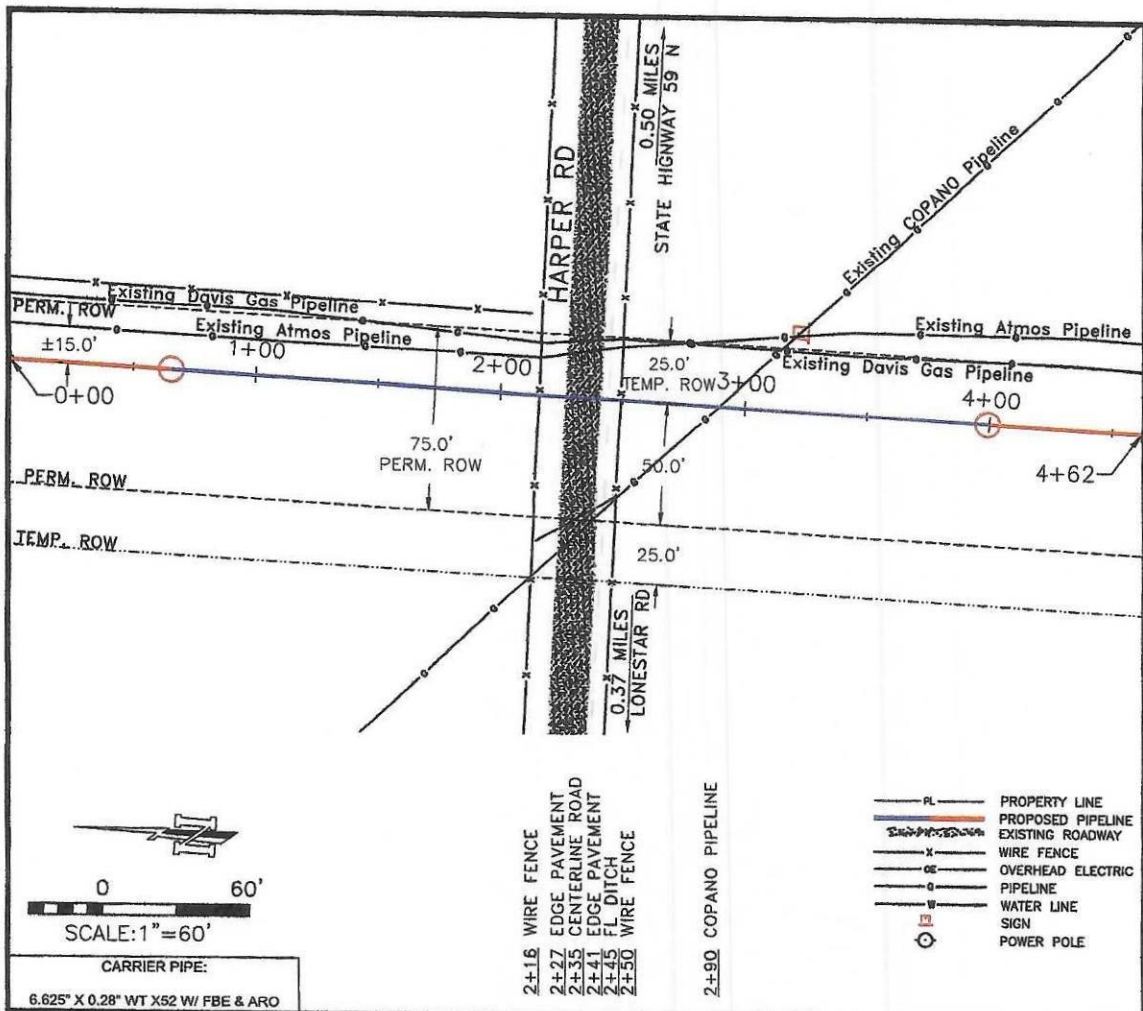 0.50 MILES
STATE HIGHWAY 59 N
HARPER RD
Existing COPANO Pipeline
Existing Davis Gas Pipeline
PERM. ROW
Existing Atmos Pipeline
Existing Atmos Pipeline
±15.0'
1+00
2+00
25.0'
TEMP. ROW
3+00
Existing Davis Gas Pipeline
0+00
4+00
75.0'
PERM. ROW
50.0'
4+62
PERM. ROW
TEMP. ROW
25.0'
0.37 MILES
LONESTAR RD
2+16 WIRE FENCE
2+27 EDGE PAVEMENT
2+35 CENTERLINE ROAD
2+41 EDGE PAVEMENT
2+45 FL DITCH
2+50 WIRE FENCE
2+90 COPANO PIPELINE
PL PROPERTY LINE
PROPOSED PIPELINE
EXISTING ROADWAY
X WIRE FENCE
OE OVERHEAD ELECTRIC
G PIPELINE
W WATER LINE
SIGN
POWER POLE
0 60'
SCALE:1"=60'
CARRIER PIPE:
6.625" X 0.28" WT X52 W/ FBE & ARO